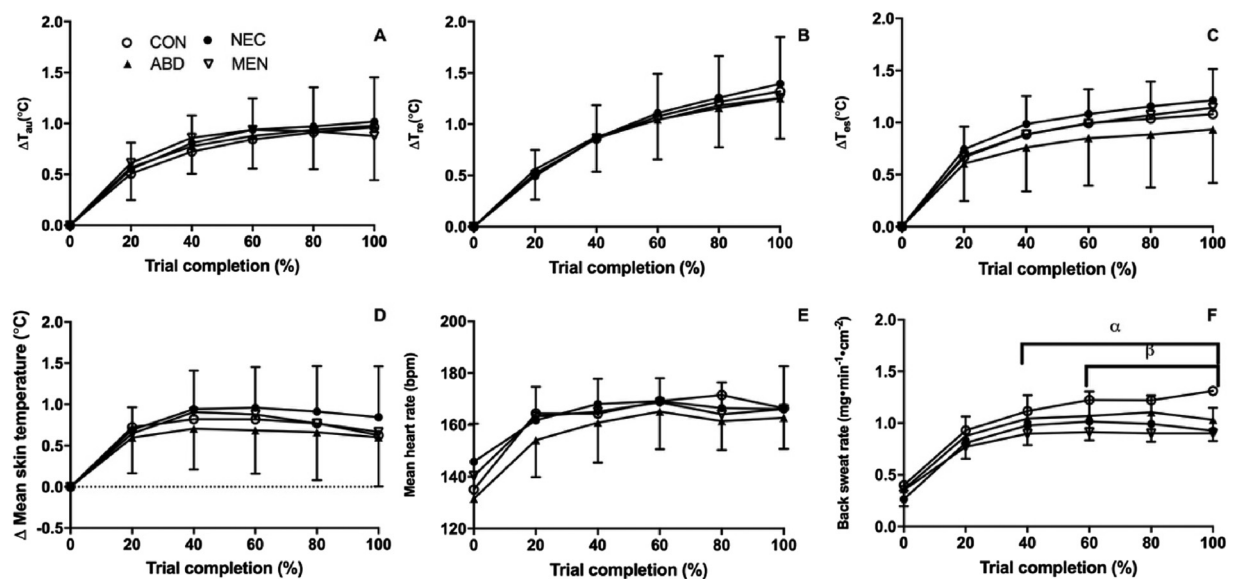 A
○ CON ● NEC
▲ ABD ▽ MEN
ΔTau(°C)
2.0
1.5
1.0
0.5
0.0
0 20 40 60 80 100
Trial completion (%)
B
ΔTre(°C)
2.0
1.5
1.0
0.5
0.0
0 20 40 60 80 100
Trial completion (%)
C
ΔTes(°C)
2.0
1.5
1.0
0.5
0.0
0 20 40 60 80 100
Trial completion (%)
D
Δ Mean skin temperature (°C)
2.0
1.5
1.0
0.5
0.0
-0.5
0 20 40 60 80 100
Trial completion (%)
E
Mean heart rate (bpm)
200
180
160
140
120
0 20 40 60 80 100
Trial completion (%)
F
α
β
Back sweat rate (mg•min⁻¹•cm⁻²)
2.0
1.5
1.0
0.5
0.0
0 20 40 60 80 100
Trial completion (%)